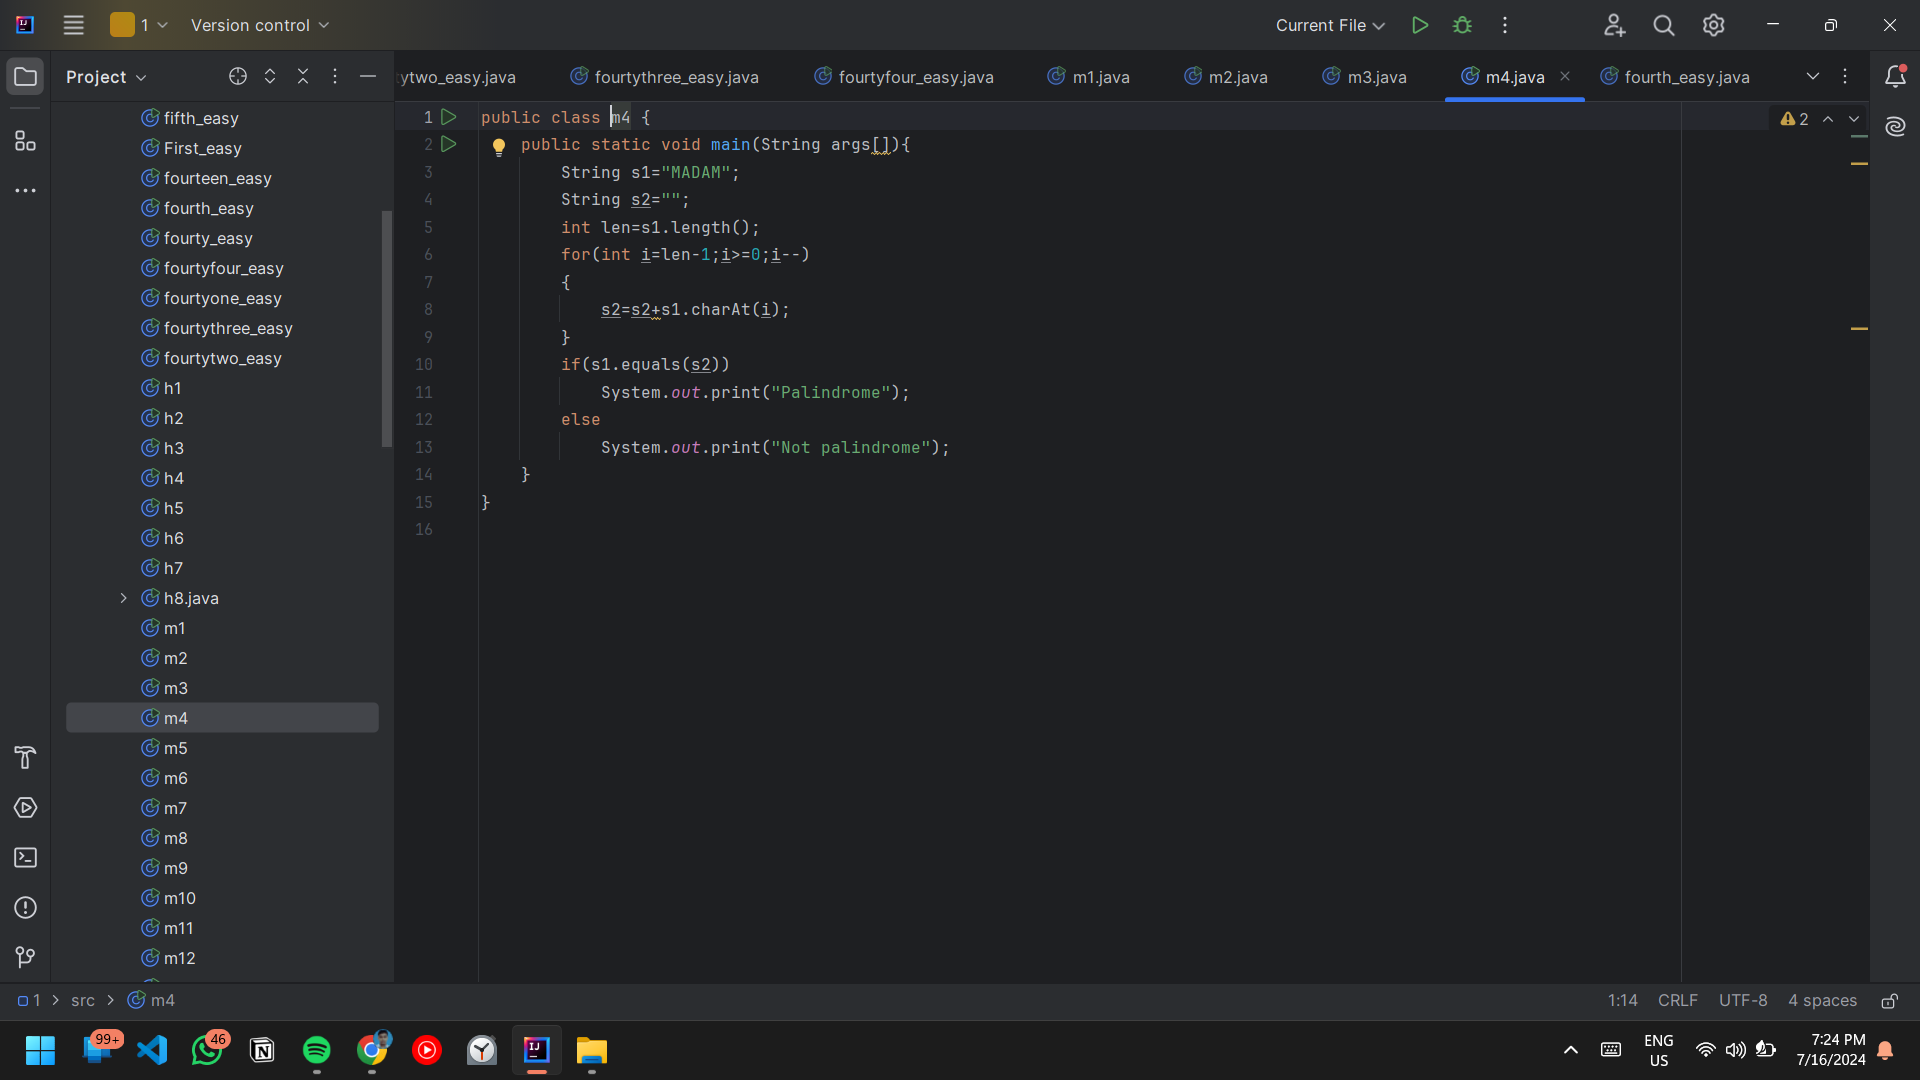 1 Version control Current File
Project
ytwo_easy.java fourtythree_easy.java fourtyfour_easy.java m1.java m2.java m3.java m4.java fourth_easy.java
fifth_easy
First_easy
fourteen_easy
fourth_easy
fourty_easy
fourtyfour_easy
fourtyone_easy
fourtythree_easy
fourtytwo_easy
h1
h2
h3
h4
h5
h6
h7
h8.java
m1
m2
m3
m4
m5
m6
m7
m8
m9
m10
m11
m12
2
1 public class m4 {
2 public static void main(String args[]){
3 String s1="MADAM";
4 String s2="";
5 int len=s1.length();
6 for(int i=len-1;i>=0;i--)
7 {
8 s2=s2+s1.charAt(i);
9 }
10 if(s1.equals(s2))
11 System.out.print("Palindrome");
12 else
13 System.out.print("Not palindrome");
14 }
15 }
16
1 > src > m4 1:14 CRLF UTF-8 4 spaces
99+ 46 ENG US 7:24 PM 7/16/2024